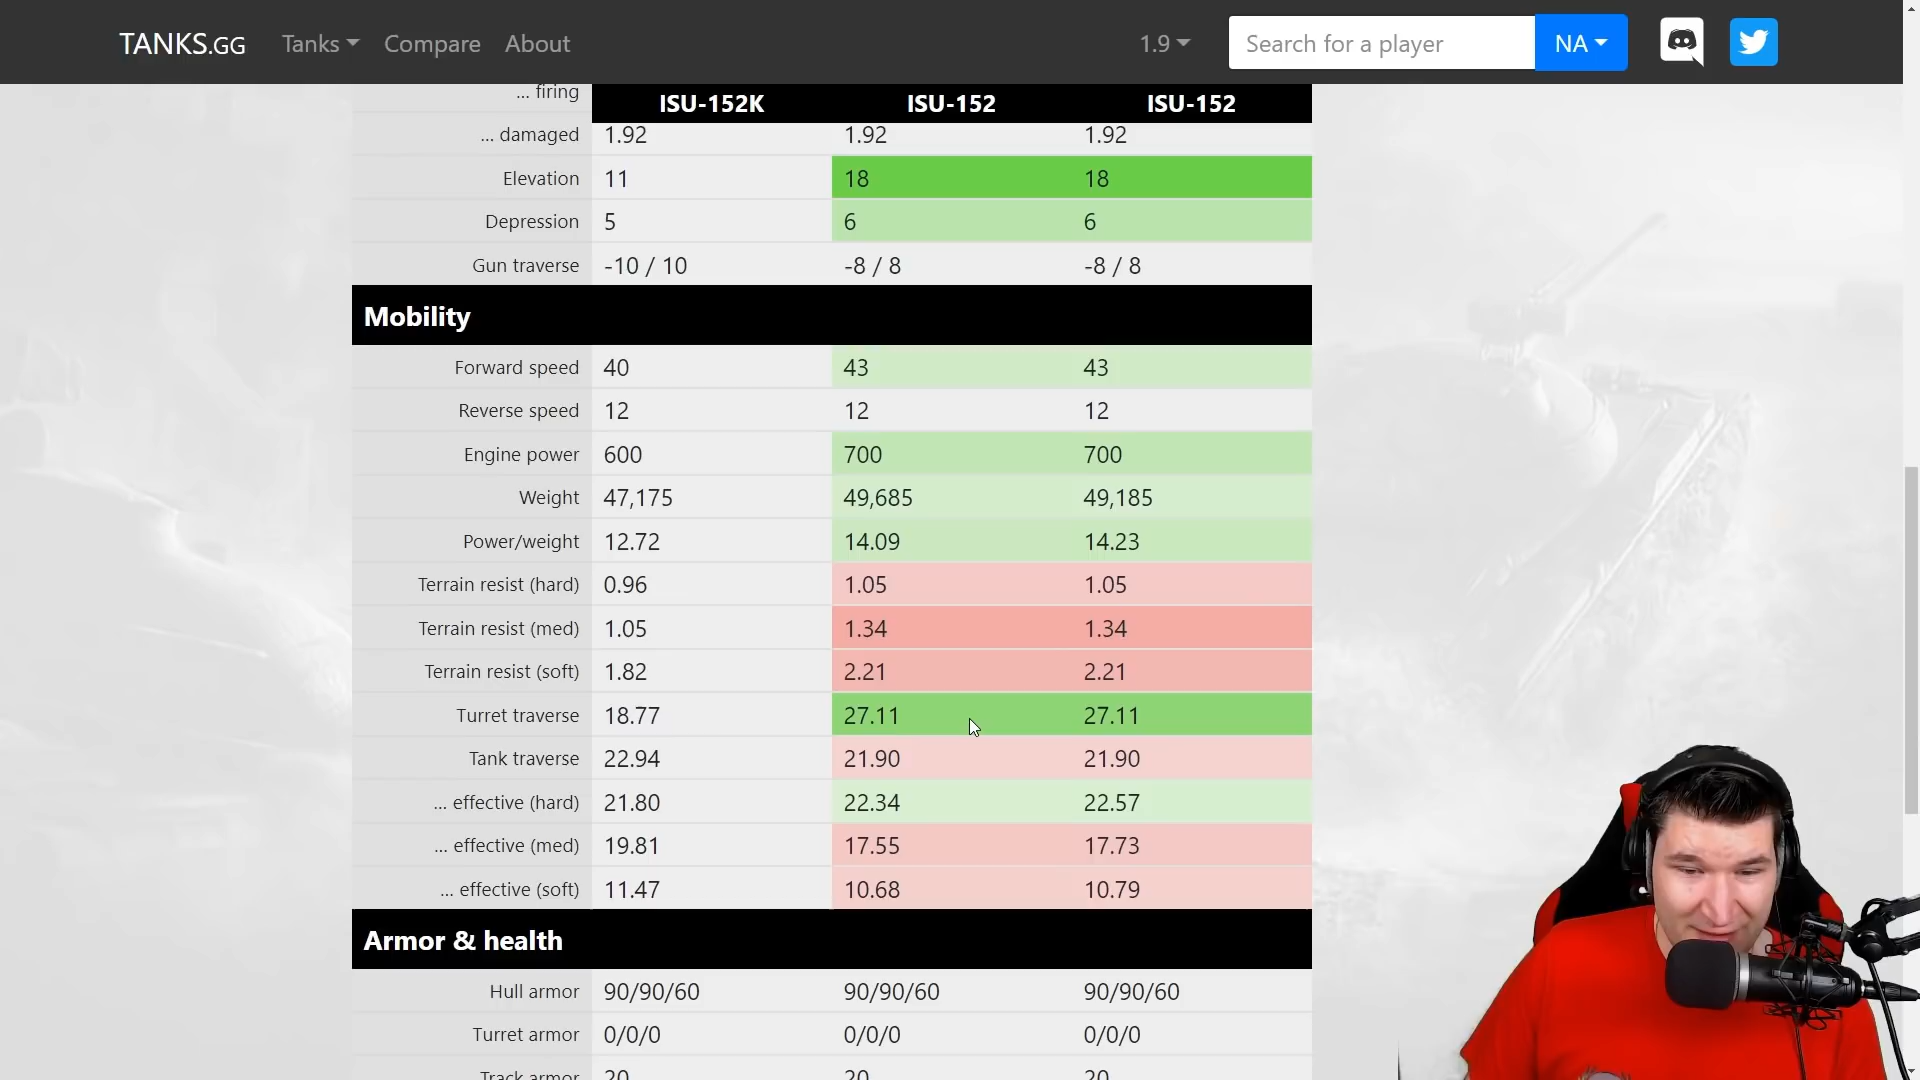 TANKS.GG Tanks Compare About 1.9 Search for a player NA
... firing ISU-152K ISU-152 ISU-152
... damaged 1.92 1.92 1.92
Elevation 11 18 18
Depression 5 6 6
Gun traverse -10 / 10 -8 / 8 -8 / 8
Mobility
Forward speed 40 43 43
Reverse speed 12 12 12
Engine power 600 700 700
Weight 47,175 49,685 49,185
Power/weight 12.72 14.09 14.23
Terrain resist (hard) 0.96 1.05 1.05
Terrain resist (med) 1.05 1.34 1.34
Terrain resist (soft) 1.82 2.21 2.21
Turret traverse 18.77 27.11 27.11
Tank traverse 22.94 21.90 21.90
... effective (hard) 21.80 22.34 22.57
... effective (med) 19.81 17.55 17.73
... effective (soft) 11.47 10.68 10.79
Armor & health
Hull armor 90/90/60 90/90/60 90/90/60
Turret armor 0/0/0 0/0/0 0/0/0
Track armor 20 20 20